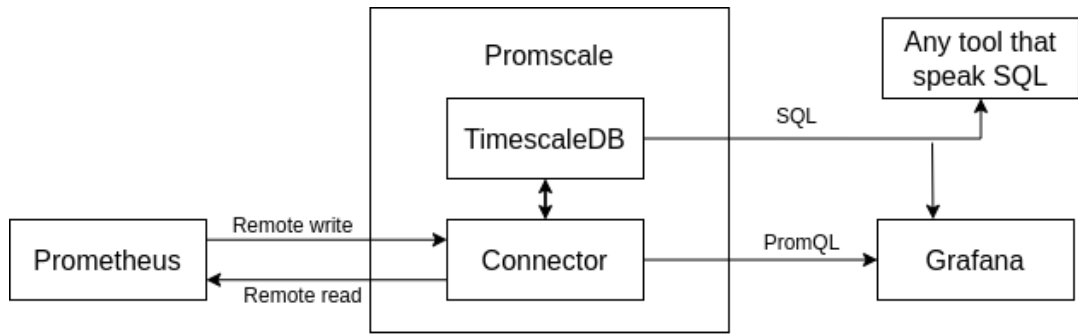 Promscale
Any tool that
speak SQL
TimescaleDB
SQL
Prometheus
Remote write
Remote read
Connector
PromQL
Grafana